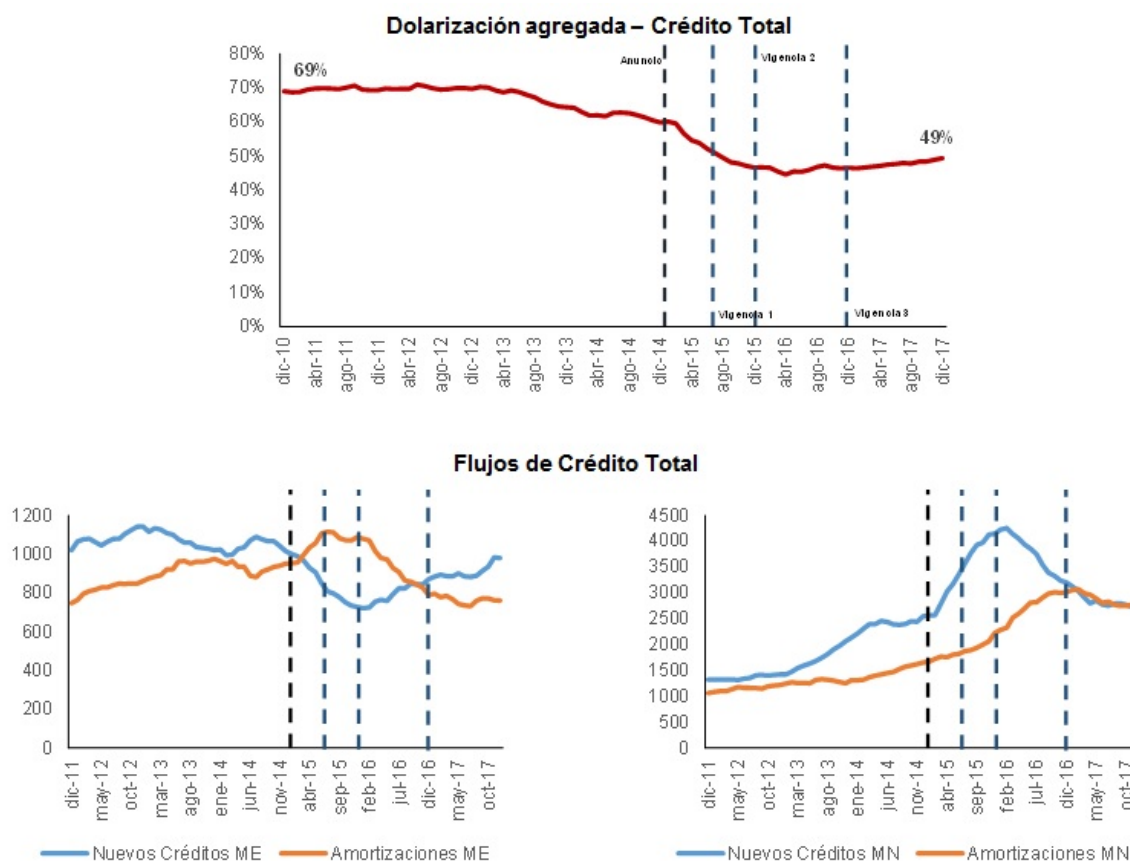 Dolarización agregada – Crédito Total
80%
70%
60%
50%
40%
30%
20%
10%
0%
69%
Anuncio
Vigencia 2
49%
Vigencia 1
Vigencia 3
dic-10
abr-11
ago-11
dic-11
abr-12
ago-12
dic-12
abr-13
ago-13
dic-13
abr-14
ago-14
dic-14
abr-15
ago-15
dic-15
abr-16
ago-16
dic-16
abr-17
ago-17
dic-17
Flujos de Crédito Total
1200
1000
800
600
400
200
0
dic-11
may-12
oct-12
mar-13
ago-13
ene-14
jun-14
nov-14
abr-15
sep-15
feb-16
jul-16
dic-16
may-17
oct-17
Nuevos Créditos ME
Amortizaciones ME
4500
4000
3500
3000
2500
2000
1500
1000
500
0
dic-11
may-12
oct-12
mar-13
ago-13
ene-14
jun-14
nov-14
abr-15
sep-15
feb-16
jul-16
dic-16
may-17
oct-17
Nuevos Créditos MN
Amortizaciones MN